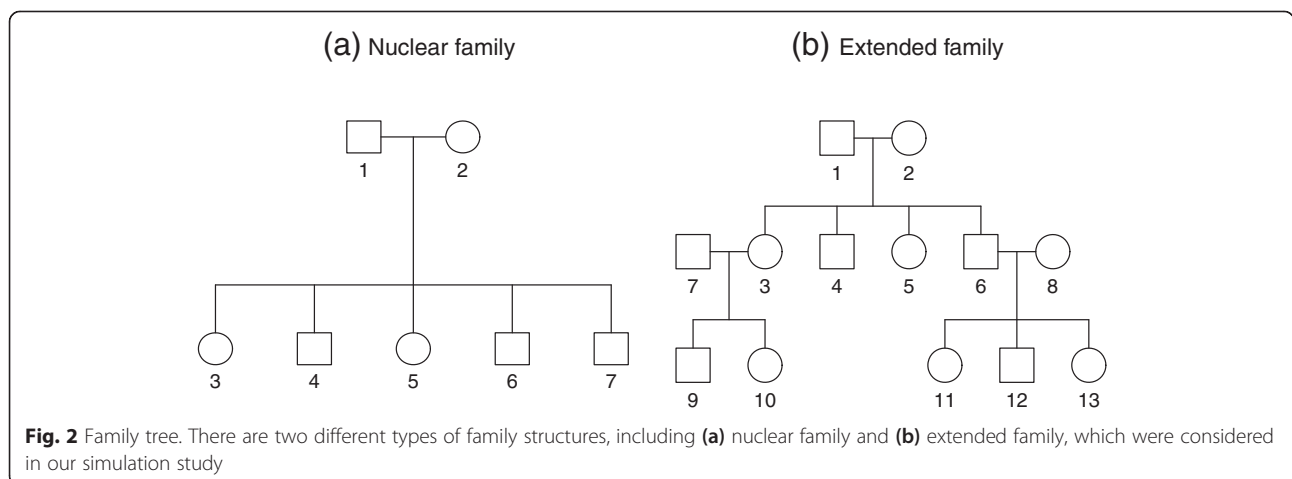 (a) Nuclear family
(b) Extended family
1 2
1 2
7 3 4 5 6 8
3 4 5 6 7
9 10 11 12 13
Fig. 2 Family tree. There are two different types of family structures, including (a) nuclear family and (b) extended family, which were considered
in our simulation study